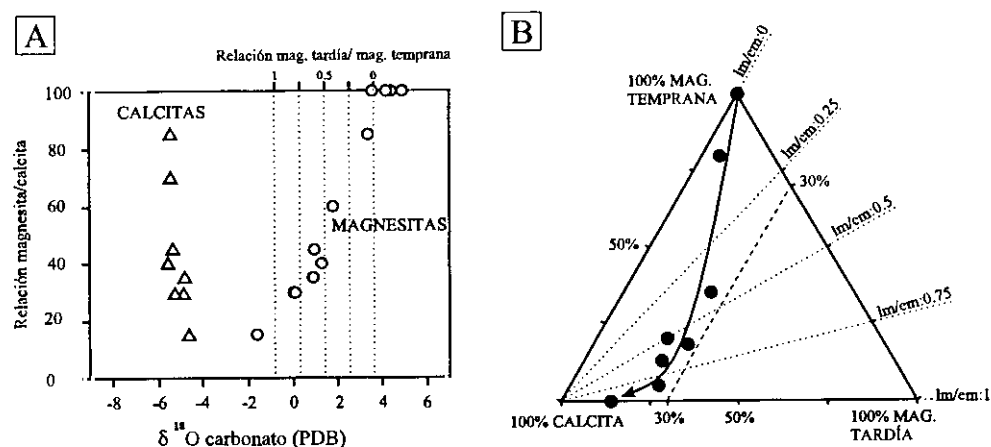 A
Relación mag. tardía/ mag. temprana
1 0.5 0
CALCITAS
MAGNESITAS
Relación magnesita/calcita
100
80
60
40
20
0
-8 -6 -4 -2 0 2 4 6
δ 18O carbonato (PDB)
B
100% MAG.
TEMPRANA
lm/cm:0
lm/cm:0.25
30%
50%
lm/cm:0.5
lm/cm:0.75
lm/cm:1
100% CALCITA
30%
50%
100% MAG.
TARDÍA